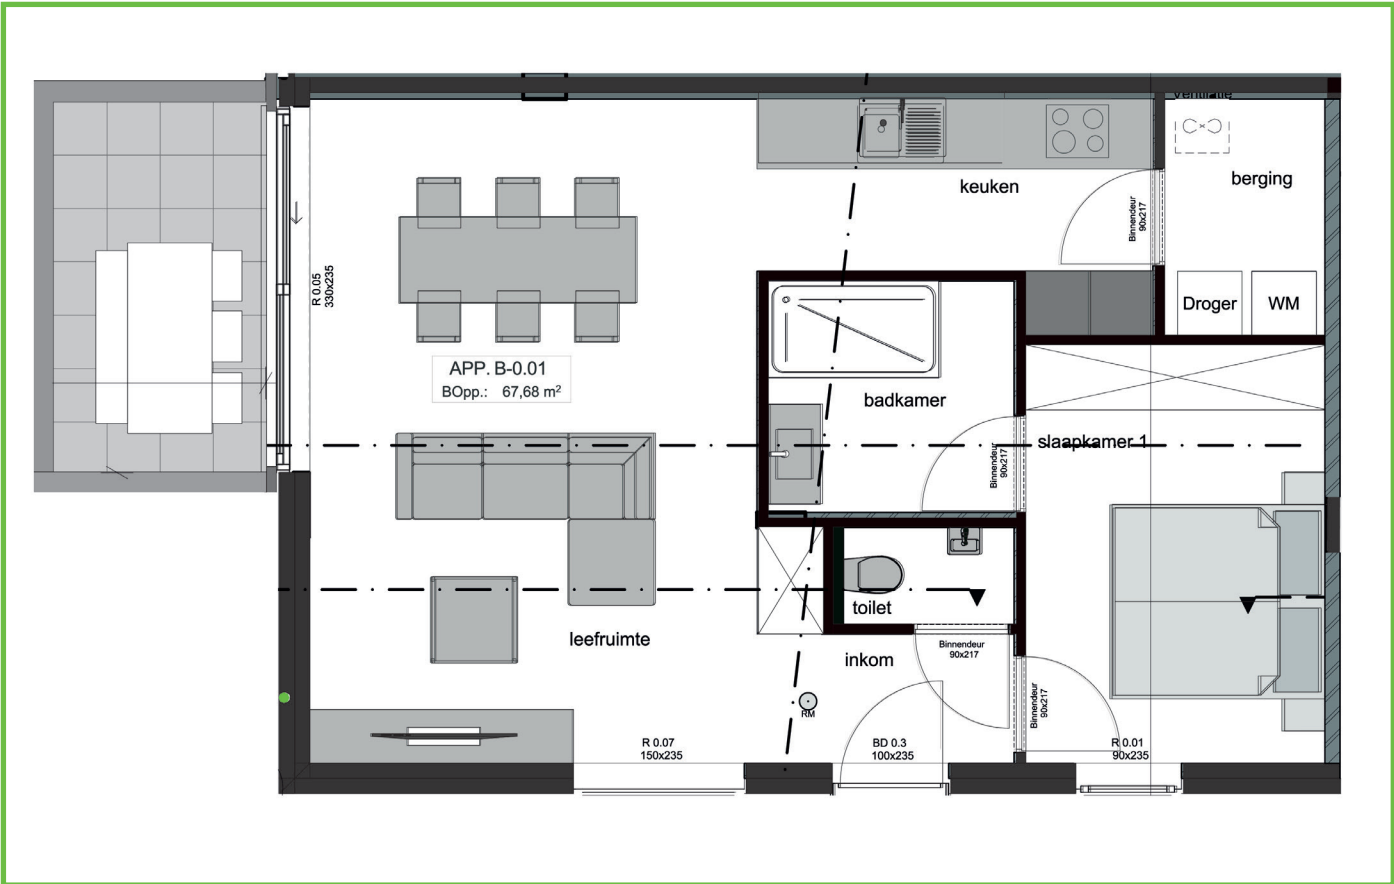 Ventilatie
keuken
berging
Binnendeur
90x217
R 0.05
330x235
Droger
WM
APP. B-0.01
BOpp.: 67,68 m²
badkamer
slaapkamer 1
Binnendeur
90x217
toilet
leefruimte
inkom
Binnendeur
90x217
Binnendeur
90x217
RM
R 0.07
150x235
BD 0.3
100x235
R 0.01
90x235